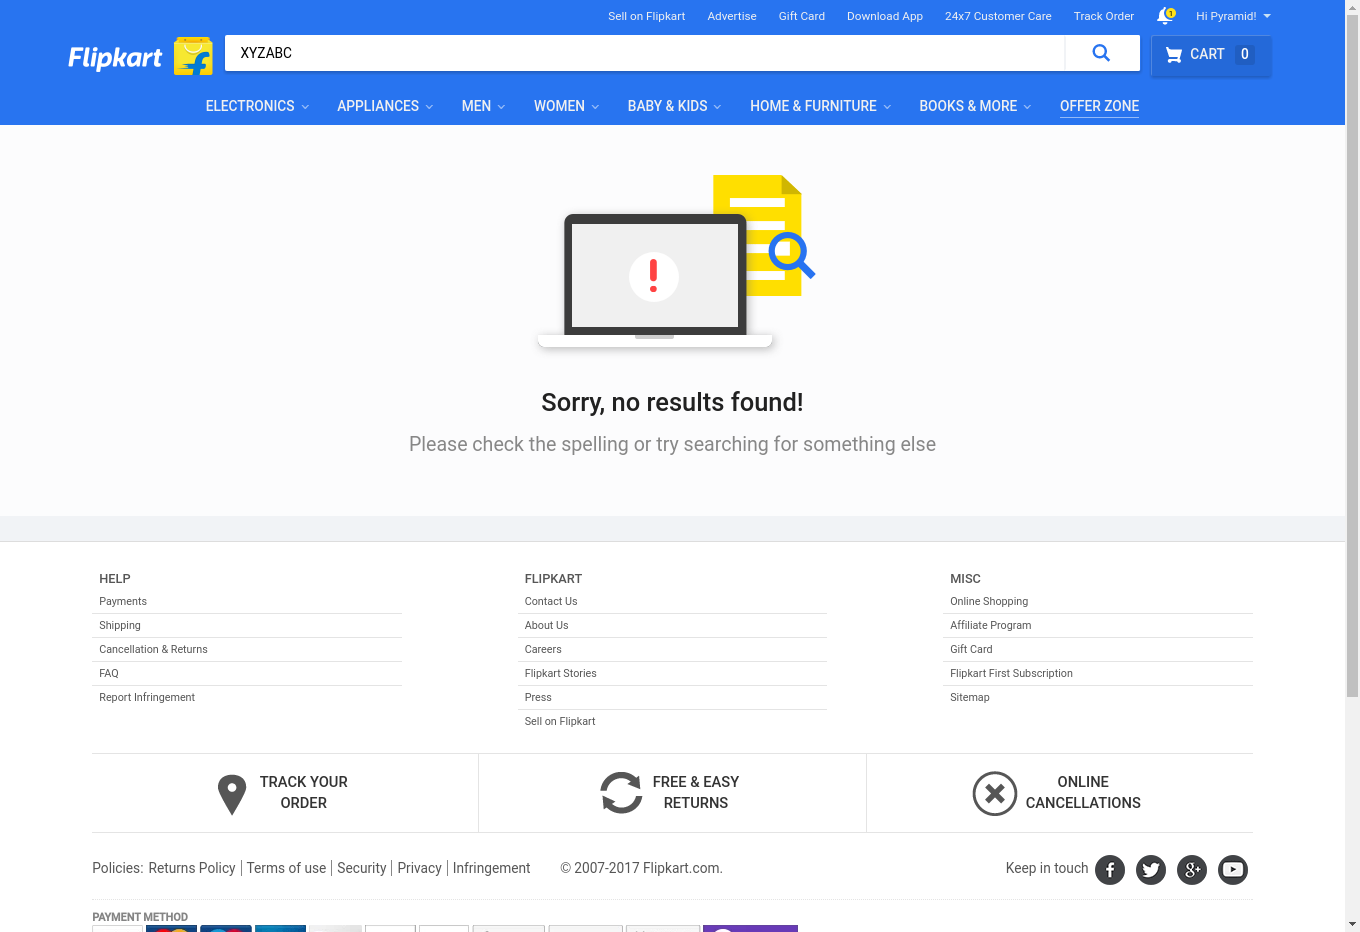 Sell on Flipkart Advertise Gift Card Download App 24x7 Customer Care Track Order 1 Hi Pyramid!
Flipkart XYZABC CART 0
ELECTRONICS APPLIANCES MEN WOMEN BABY & KIDS HOME & FURNITURE BOOKS & MORE OFFER ZONE
Sorry, no results found!
Please check the spelling or try searching for something else
HELP
Payments
Shipping
Cancellation & Returns
FAQ
Report Infringement
FLIPKART
Contact Us
About Us
Careers
Flipkart Stories
Press
Sell on Flipkart
MISC
Online Shopping
Affiliate Program
Gift Card
Flipkart First Subscription
Sitemap
TRACK YOUR
ORDER
FREE & EASY
RETURNS
ONLINE
CANCELLATIONS
Policies: Returns Policy Terms of use Security Privacy Infringement © 2007-2017 Flipkart.com. Keep in touch
PAYMENT METHOD